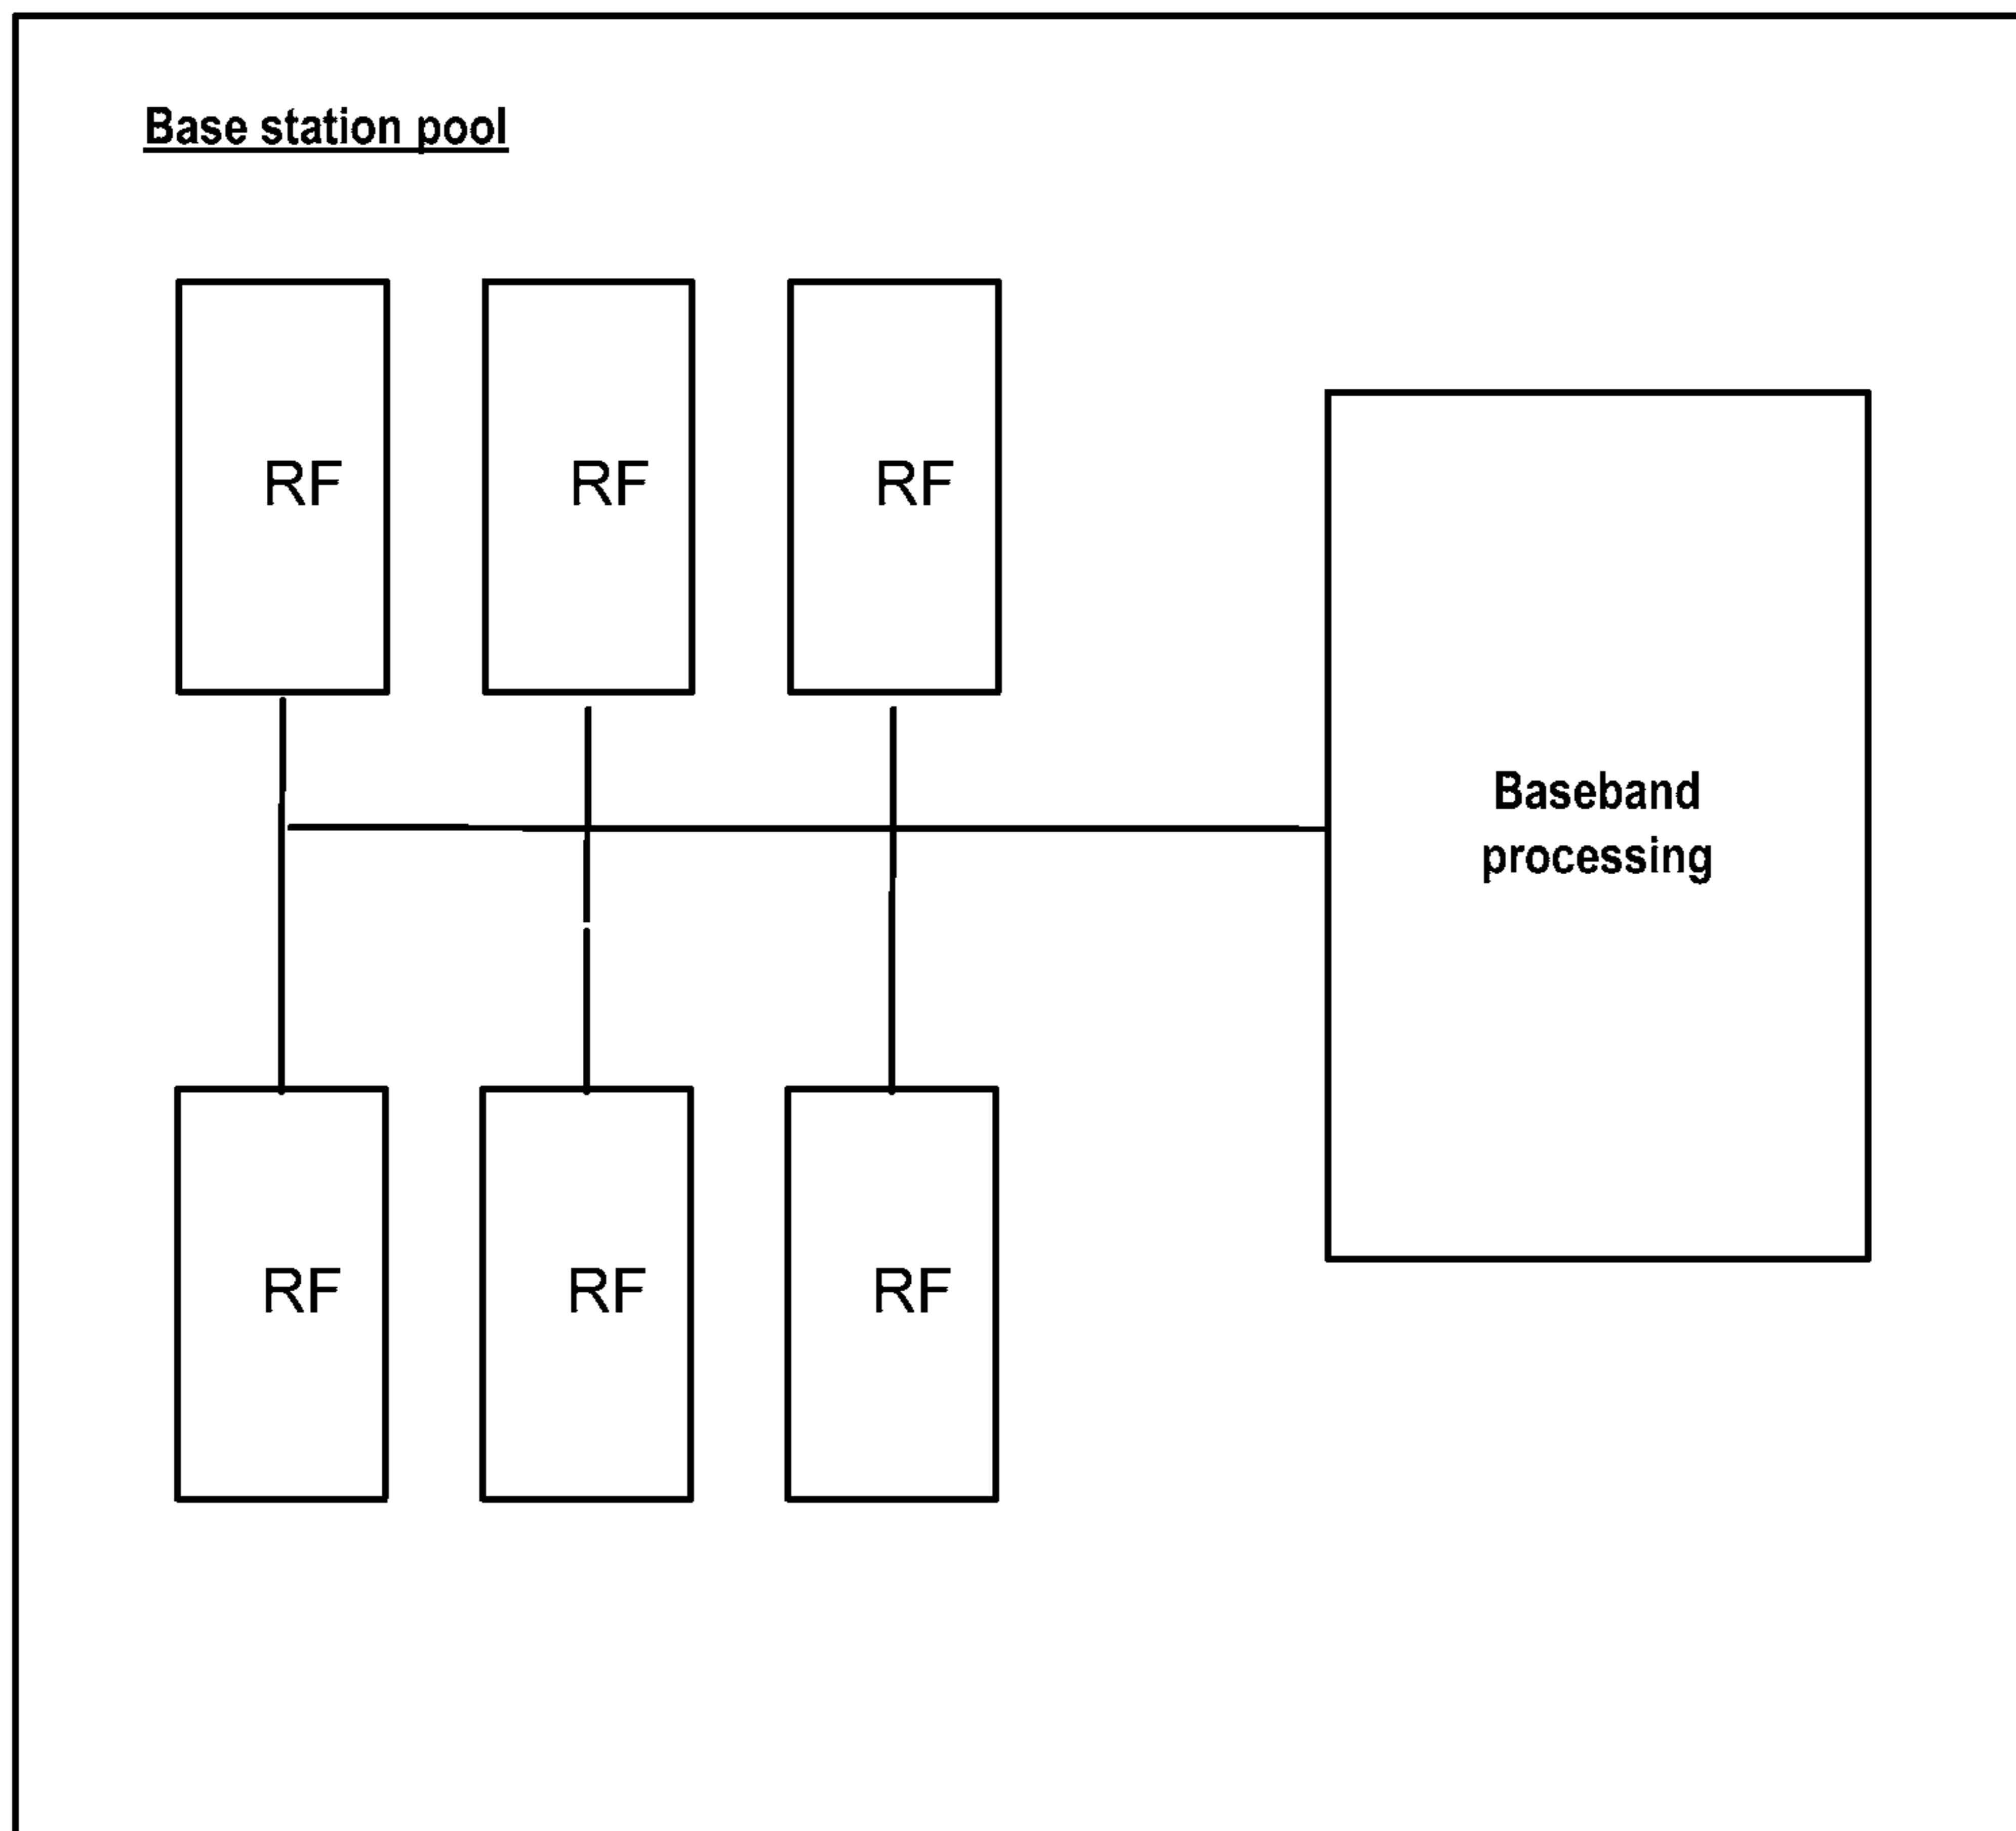 Base station pool
RF
RF
RF
Baseband
processing
RF
RF
RF